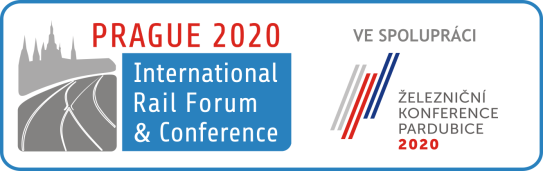 PRAGUE 2020
International
Rail Forum
& Conference
VE SPOLUPRÁCI
ŽELEZNIČNÍ
KONFERENCE
PARDUBICE
2020